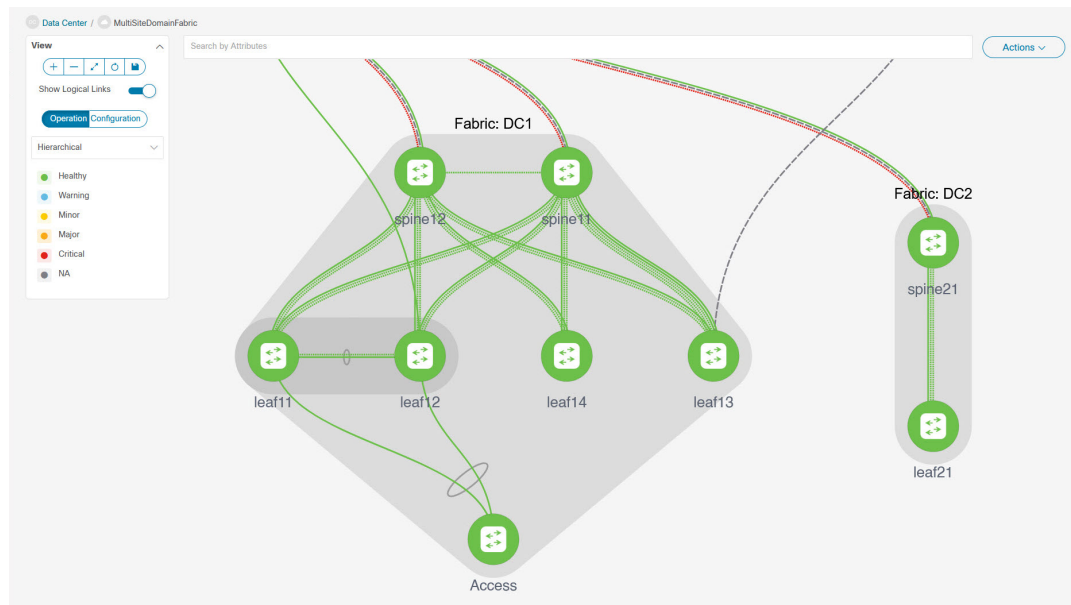 Data Center / MultiSiteDomainFabric
View
Search by Attributes
Actions
Show Logical Links
Operation Configuration
Hierarchical
Healthy
Warning
Minor
Major
Critical
NA
Fabric: DC1
spine12
spine11
Fabric: DC2
spine21
leaf11
leaf12
leaf14
leaf13
leaf21
Access